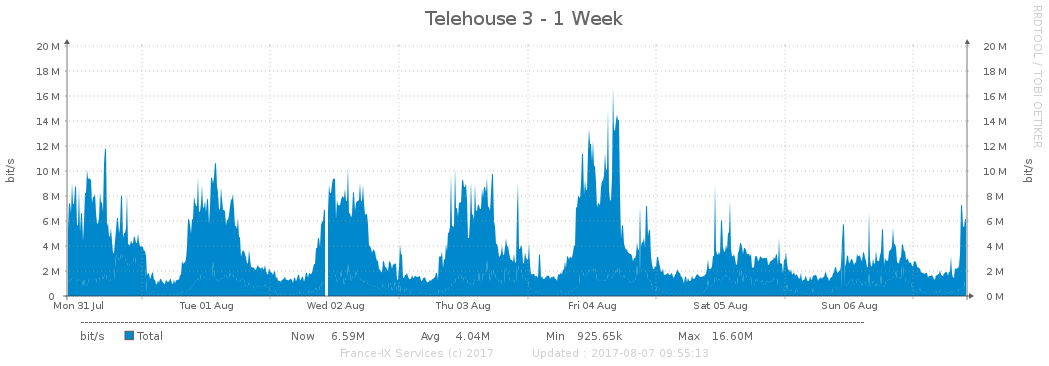 Telehouse 3 - 1 Week
RRDTOOL / TOBI OETIKER
bit/s
20 M 20 M
18 M 18 M
16 M 16 M
14 M 14 M
12 M 12 M
10 M 10 M
8 M 8 M
6 M 6 M
4 M 4 M
2 M 2 M
0 0 M
bit/s
Mon 31 Jul Tue 01 Aug Wed 02 Aug Thu 03 Aug Fri 04 Aug Sat 05 Aug Sun 06 Aug
bit/s Total Now 6.59M Avg 4.04M Min 925.65k Max 16.60M
France-IX Services (c) 2017 Updated : 2017-08-07 09:55:13